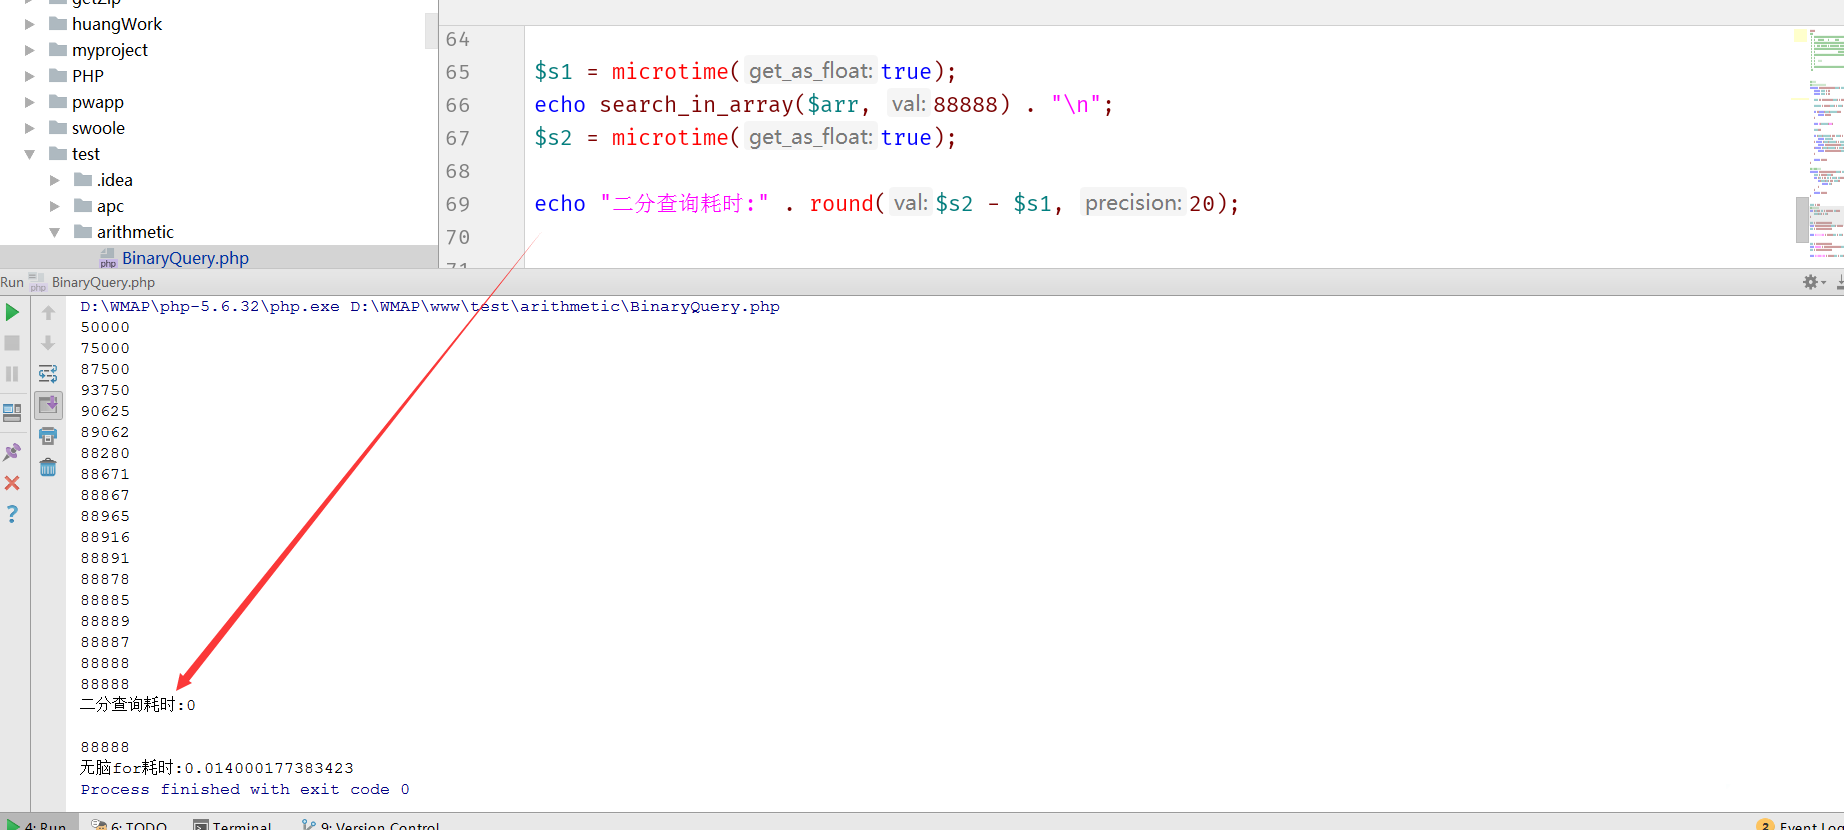 getZip
huangWork
myproject
PHP
pwapp
swoole
test
.idea
apc
arithmetic
BinaryQuery.php
64
65 $s1 = microtime( get_as_float: true);
66 echo search_in_array($arr, val: 88888) . "\n";
67 $s2 = microtime( get_as_float: true);
68
69 echo "二分查询耗时:" . round( val: $s2 - $s1, precision: 20);
70
71
Run php BinaryQuery.php
D:\WMAP\php-5.6.32\php.exe D:\WMAP\www\test\arithmetic\BinaryQuery.php
50000
75000
87500
93750
90625
89062
88280
88671
88867
88965
88916
88891
88878
88885
88889
88887
88888
88888
二分查询耗时:0
88888
无脑for耗时:0.014000177383423
Process finished with exit code 0
4: Run 6: TODO Terminal 9: Version Control 2 Event Log